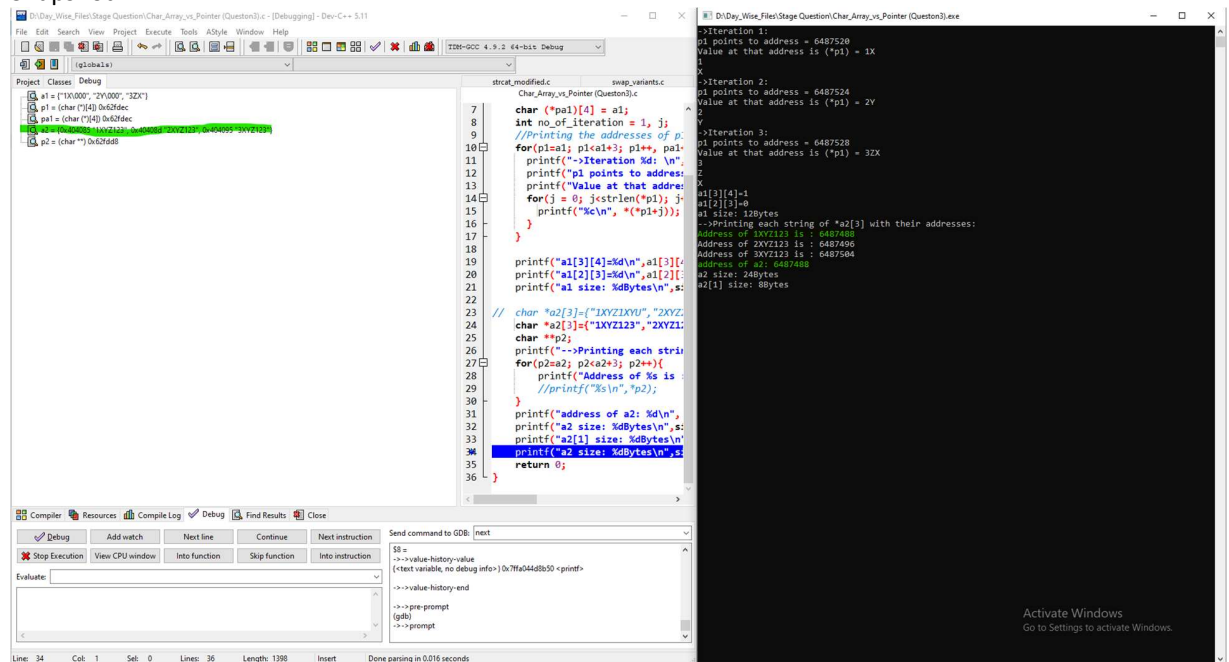 D:\Day_Wise_Files\Stage Question\Char_Array_vs_Pointer (Queston3).c - [Debugging] - Dev-C++ 5.11
File Edit Search View Project Execute Tools AStyle Window Help
TDM-GCC 4.9.2 64-bit Debug
(globals)
Project Classes Debug
a1 = {"1X\000", "2Y\000", "3ZX"}
p1 = (char (*)[4]) 0x62fdec
pa1 = (char (*)[4]) 0x62fdec
a2 = {0x404085 "1XYZ123", 0x40408d "2XYZ123", 0x404095 "3XYZ123"}
p2 = (char **) 0x62fdd8
strcat_modified.c swap_variants.c
Char_Array_vs_Pointer (Queston3).c
7 char (*pa1)[4] = a1;
8 int no_of_iteration = 1, j;
9 //Printing the addresses of p
10 for(p1=a1; p1<a1+3; p1++, pa1
11 printf("->Iteration %d: \n",
12 printf("p1 points to addres
13 printf("Value at that addre
14 for(j = 0; j<strlen(*p1); j
15 printf("%c\n", *(*p1+j));
16 }
17 }
18
19 printf("a1[3][4]=%d\n",a1[3][
20 printf("a1[2][3]=%d\n",a1[2][
21 printf("a1 size: %dBytes\n",s
22
23 // char *a2[3]={"1XYZ1XYU","2XYZ
24 char *a2[3]={"1XYZ123","2XYZ1
25 char **p2;
26 printf("-->Printing each stri
27 for(p2=a2; p2<a2+3; p2++){
28 printf("Address of %s is
29 //printf("%s\n",*p2);
30 }
31 printf("address of a2: %d\n",
32 printf("a2 size: %dBytes\n",s
33 printf("a2[1] size: %dBytes\n"
34 printf("a2 size: %dBytes\n",s
35 return 0;
36 }
Compiler Resources Compile Log Debug Find Results Close
Debug Add watch Next line Continue Next instruction
Stop Execution View CPU window Into function Skip function Into instruction
Evaluate:
Send command to GDB: next
$8 =
->->value-history-value
{<text variable, no debug info>} 0x7ffa044d8b50 <printf>
->->value-history-end
->->pre-prompt
(gdb)
->->prompt
Line: 34 Col: 1 Sel: 0 Lines: 36 Length: 1398 Insert Done parsing in 0.016 seconds
D:\Day_Wise_Files\Stage Question\Char_Array_vs_Pointer (Queston3).exe
->Iteration 1:
p1 points to address = 6487520
Value at that address is (*p1) = 1X
1
X
->Iteration 2:
p1 points to address = 6487524
Value at that address is (*p1) = 2Y
2
Y
->Iteration 3:
p1 points to address = 6487528
Value at that address is (*p1) = 3ZX
3
Z
X
a1[3][4]=1
a1[2][3]=0
a1 size: 12Bytes
-->Printing each string of *a2[3] with their addresses:
Address of 1XYZ123 is : 6487488
Address of 2XYZ123 is : 6487496
Address of 3XYZ123 is : 6487504
address of a2: 6487488
a2 size: 24Bytes
a2[1] size: 8Bytes
Activate Windows
Go to Settings to activate Windows.